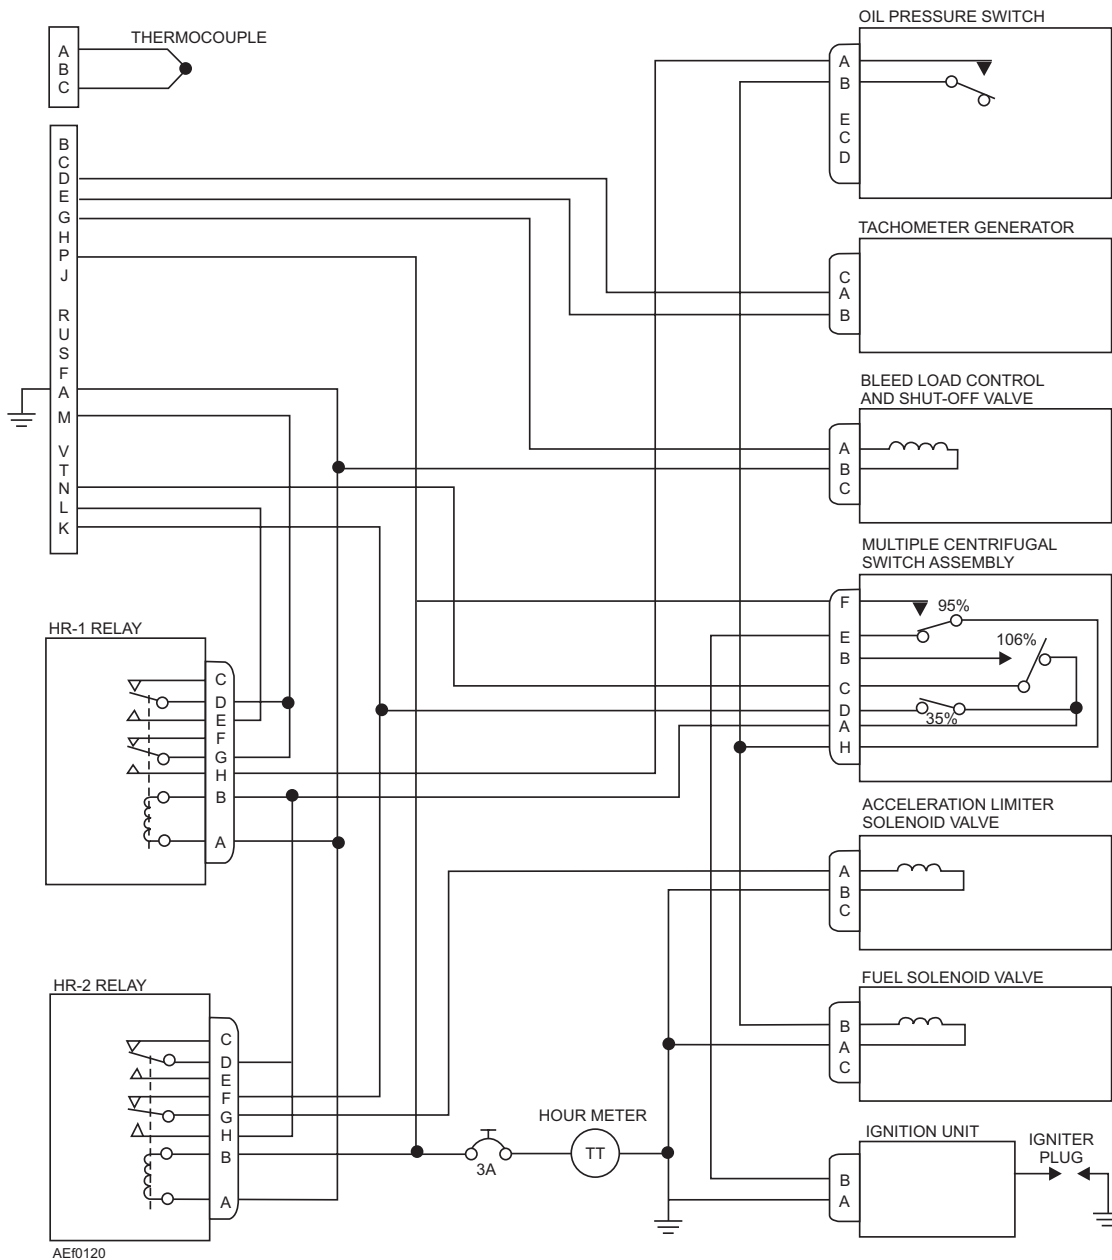 THERMOCOUPLE
A
B
C
B
C
D
E
G
H
P
J
R
U
S
F
A
M
V
T
N
L
K
HR-1 RELAY
C
D
E
F
G
H
B
A
HR-2 RELAY
C
D
E
F
G
H
B
A
3A
HOUR METER
TT
OIL PRESSURE SWITCH
A
B
E
C
D
TACHOMETER GENERATOR
C
A
B
BLEED LOAD CONTROL
AND SHUT-OFF VALVE
A
B
C
MULTIPLE CENTRIFUGAL
SWITCH ASSEMBLY
F
E
B
C
D
A
H
95%
106%
35%
ACCELERATION LIMITER
SOLENOID VALVE
A
B
C
FUEL SOLENOID VALVE
B
A
C
IGNITION UNIT
B
A
IGNITER
PLUG
AEf0120